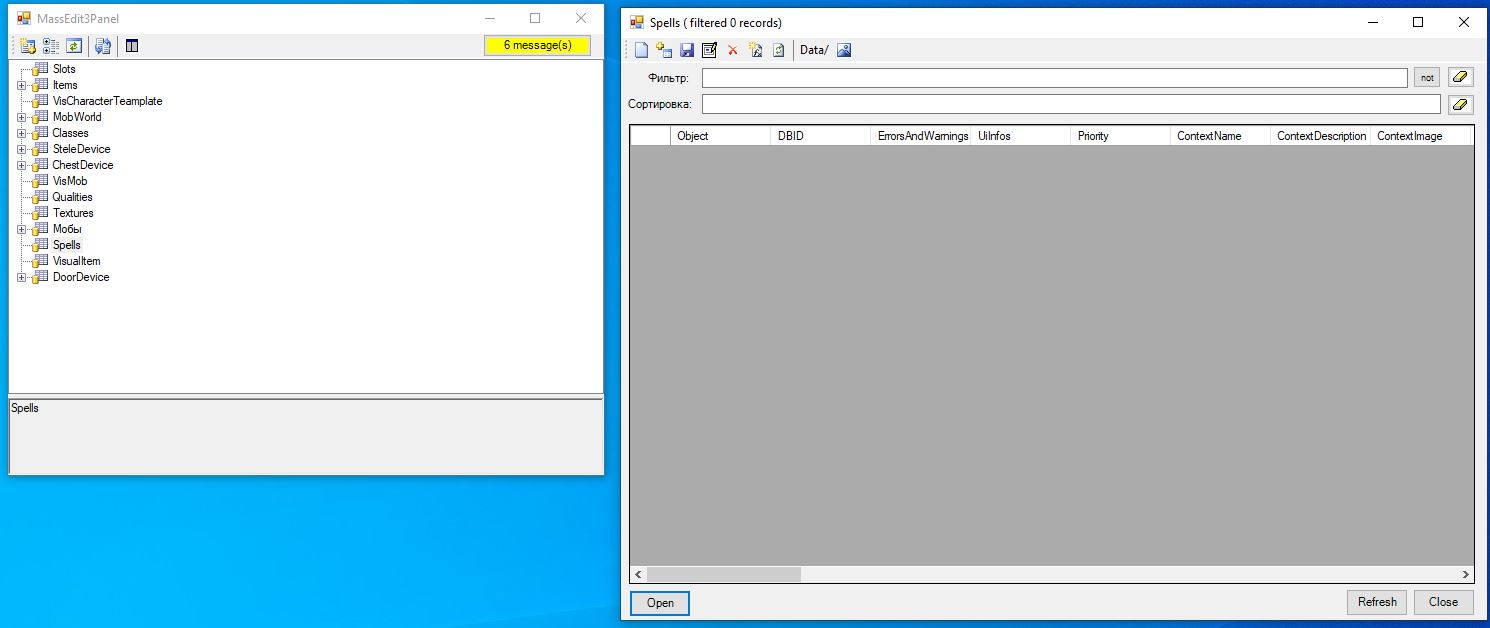 MassEdit3Panel
6 message(s)
Slots
Items
VisCharacterTeamplate
MobWorld
Classes
SteleDevice
ChestDevice
VisMob
Qualities
Textures
Мобы
Spells
VisualItem
DoorDevice
Spells
Spells ( filtered 0 records)
Data/
Фильтр:
not
Сортировка:
Object DBID ErrorsAndWarnings UiInfos Priority ContextName ContextDescription ContextImage
Open
Refresh
Close